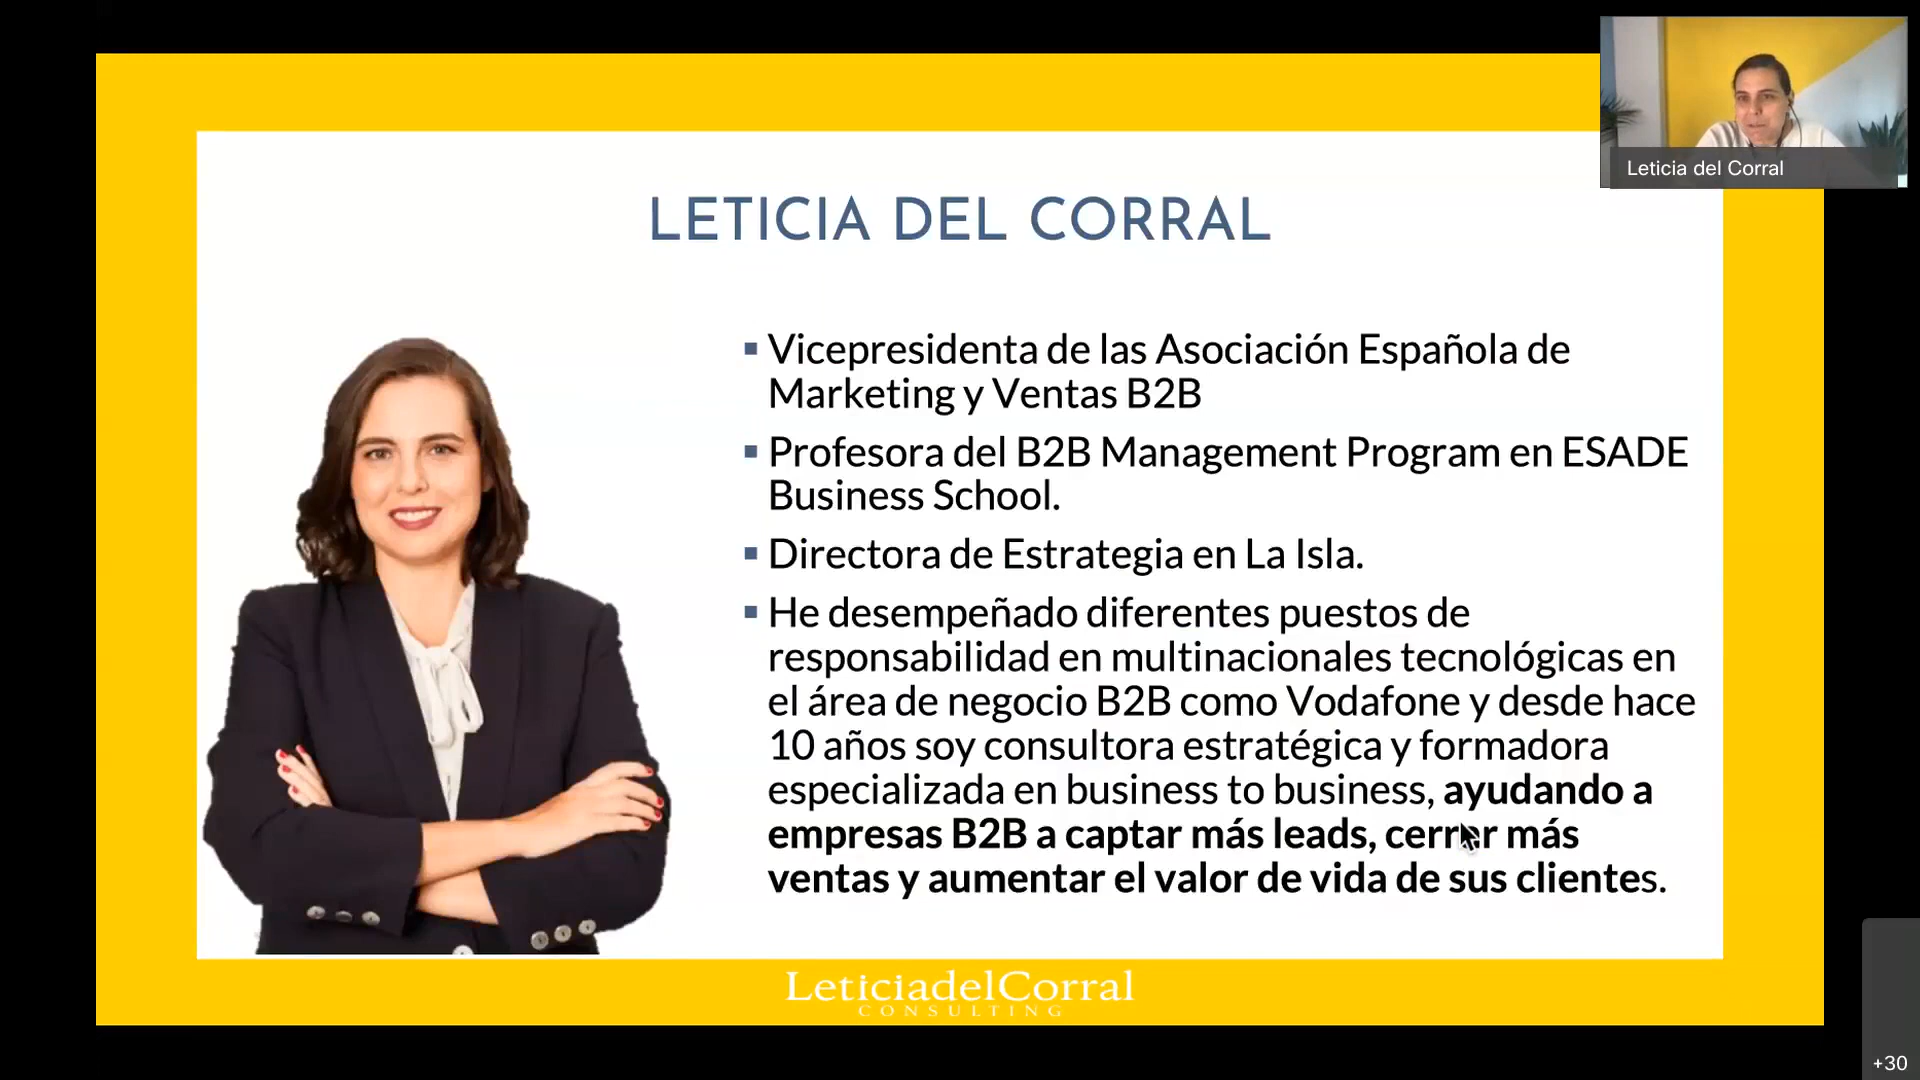 Leticia del Corral
LETICIA DEL CORRAL
▪ Vicepresidenta de las Asociación Española de
Marketing y Ventas B2B
▪ Profesora del B2B Management Program en ESADE
Business School.
▪ Directora de Estrategia en La Isla.
▪ He desempeñado diferentes puestos de
responsabilidad en multinacionales tecnológicas en
el área de negocio B2B como Vodafone y desde hace
10 años soy consultora estratégica y formadora
especializada en business to business, ayudando a
empresas B2B a captar más leads, cerrar más
ventas y aumentar el valor de vida de sus clientes.
LeticiadelCorral
CONSULTING
+30